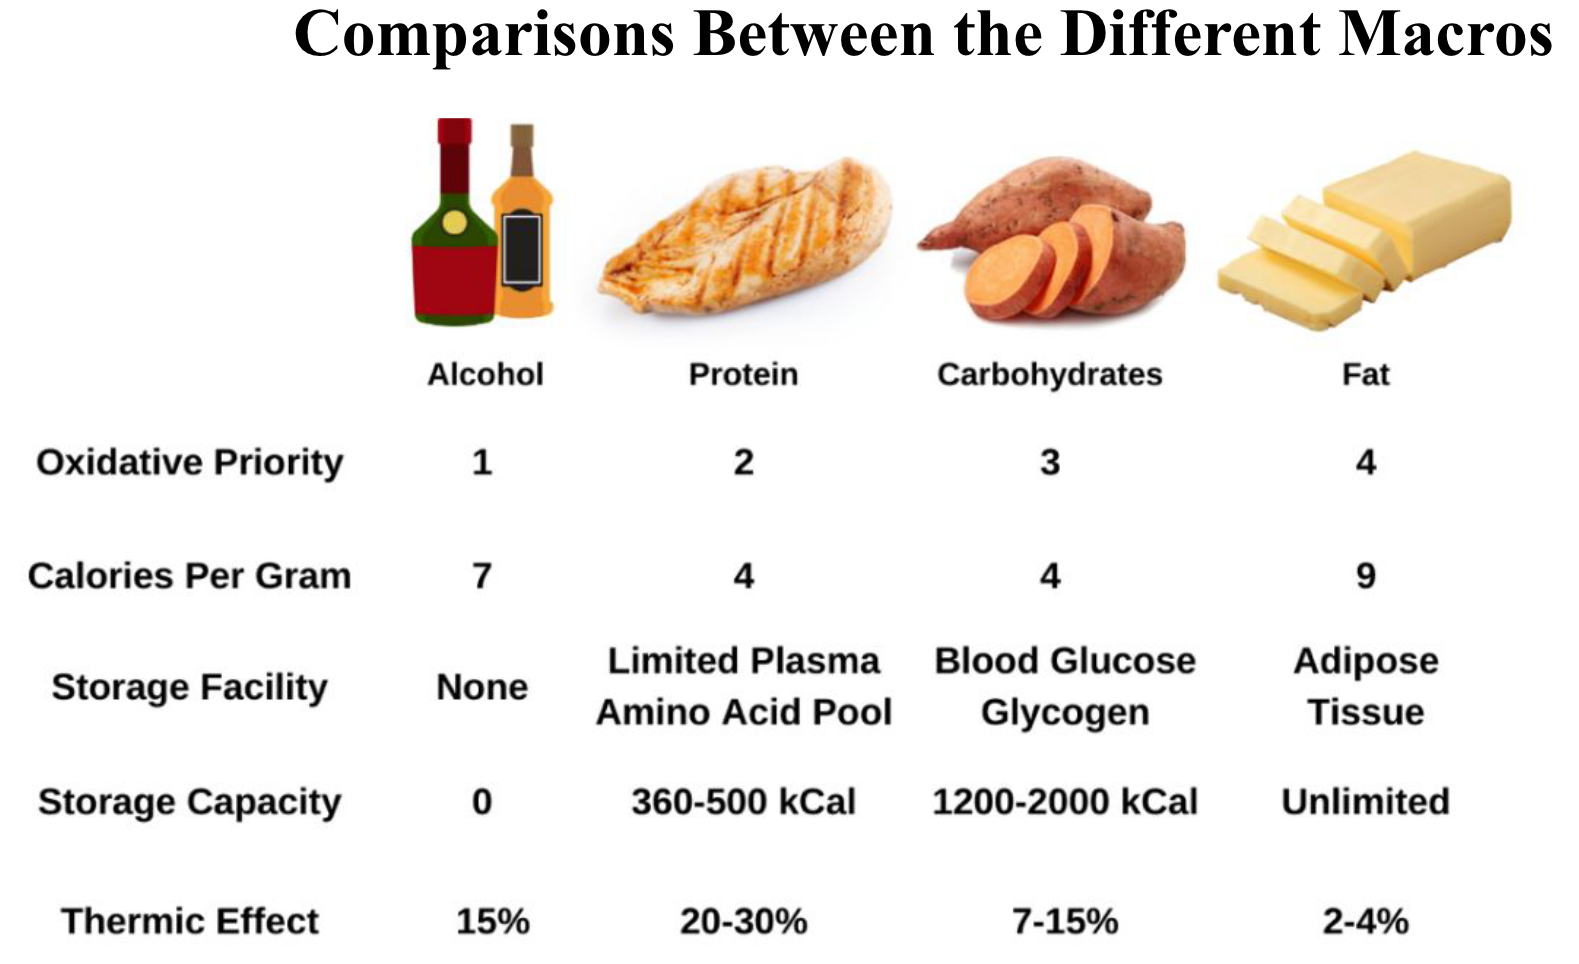 Comparisons Between the Different Macros
Alcohol Protein Carbohydrates Fat
Oxidative Priority 1 2 3 4
Calories Per Gram 7 4 4 9
Limited Plasma Blood Glucose Adipose
Storage Facility None
Amino Acid Pool Glycogen Tissue
Storage Capacity 0 360-500 kCal 1200-2000 kCal Unlimited
Thermic Effect 15% 20-30% 7-15% 2-4%